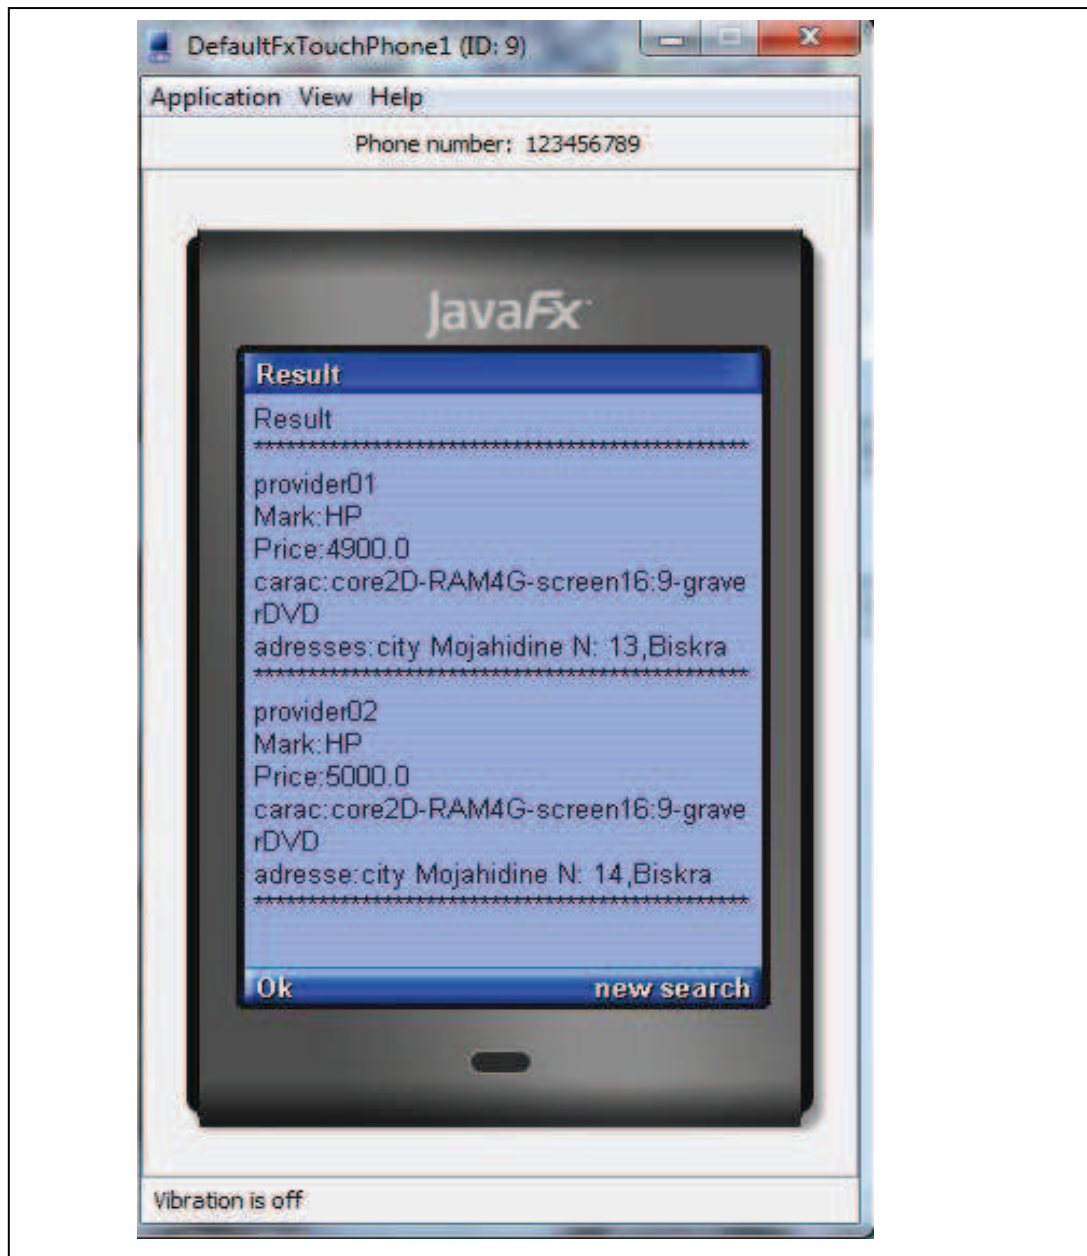 DefaultFxTouchPhone1 (ID: 9)
Application View Help
Phone number: 123456789
JavaFx
Result
Result
***********************************************
provider01
Mark:HP
Price:4900.0
carac:core2D-RAM4G-screen16:9-grave
rDVD
adresses:city Mojahidine N: 13,Biskra
***********************************************
provider02
Mark:HP
Price:5000.0
carac:core2D-RAM4G-screen16:9-grave
rDVD
adresse:city Mojahidine N: 14,Biskra
***********************************************
Ok new search
Vibration is off